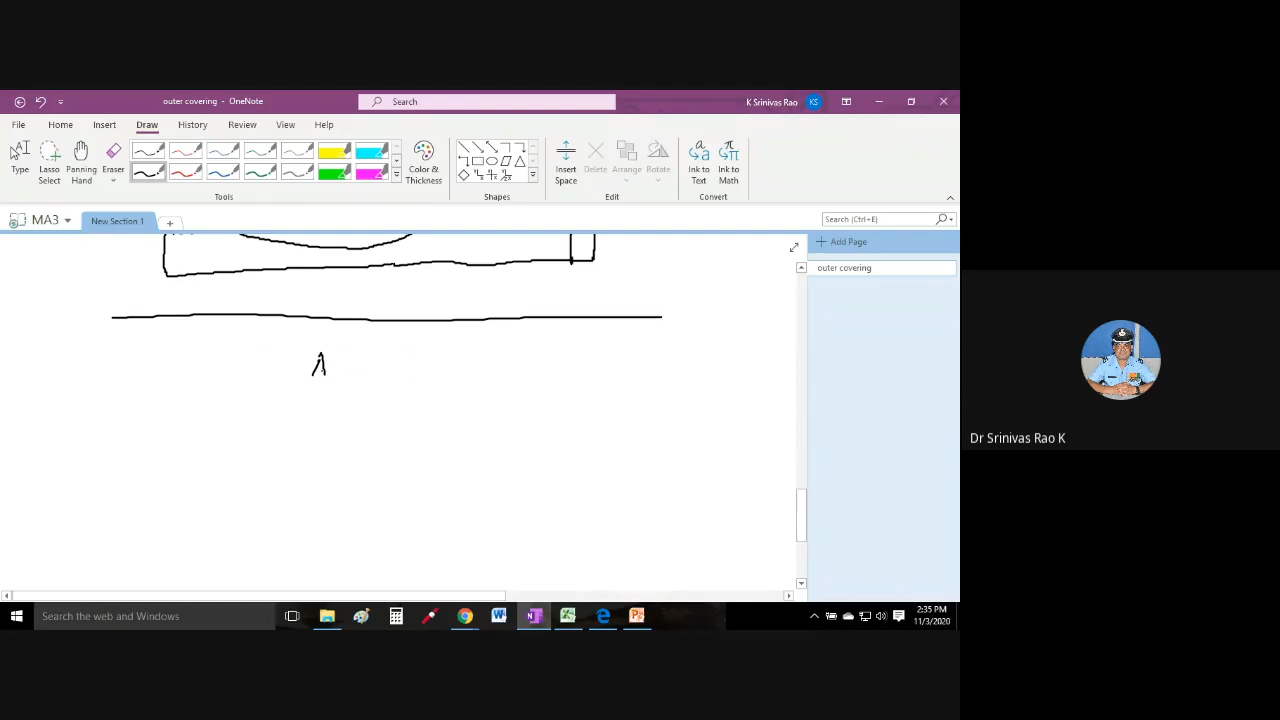 outer covering - OneNote
Search
K Srinivas Rao
KS
File Home Insert Draw History Review View Help
Type
Lasso Select
Panning Hand
Eraser
Color & Thickness
Insert Space
Delete
Arrange
Rotate
Ink to Text
Ink to Math
Tools
Shapes
Edit
Convert
MA3
New Section 1
Search (Ctrl+E)
Add Page
outer covering
Dr Srinivas Rao K
Search the web and Windows
2:35 PM
11/3/2020